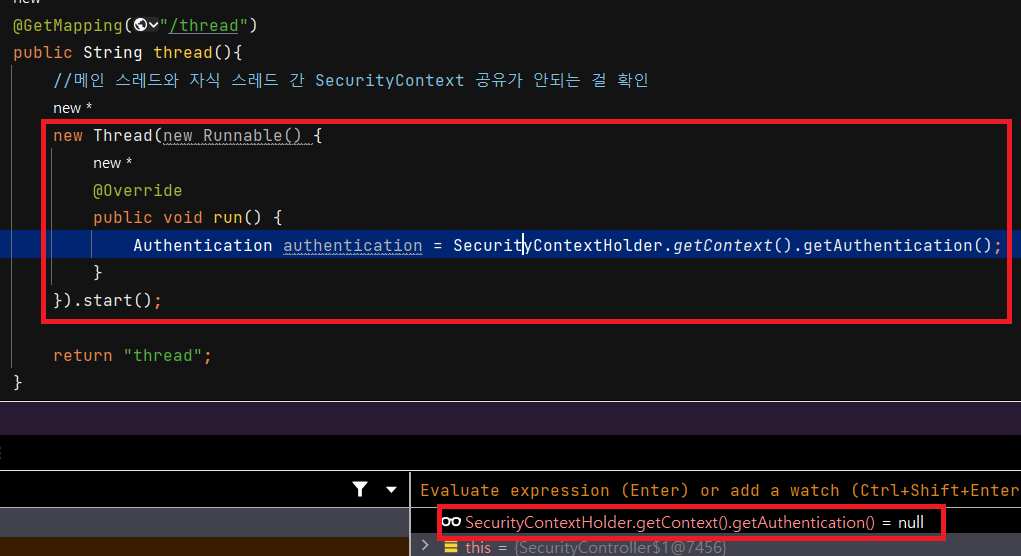 @GetMapping("/thread")
public String thread(){
//메인 스레드와 자식 스레드 간 SecurityContext 공유가 안되는 걸 확인
new *
new Thread(new Runnable() {
new *
@Override
public void run() {
Authentication authentication = SecurityContextHolder.getContext().getAuthentication();
}
}).start();
return "thread";
}
Evaluate expression (Enter) or add a watch (Ctrl+Shift+Enter
SecurityContextHolder.getContext().getAuthentication() = null
this = {SecurityController$1@7456}